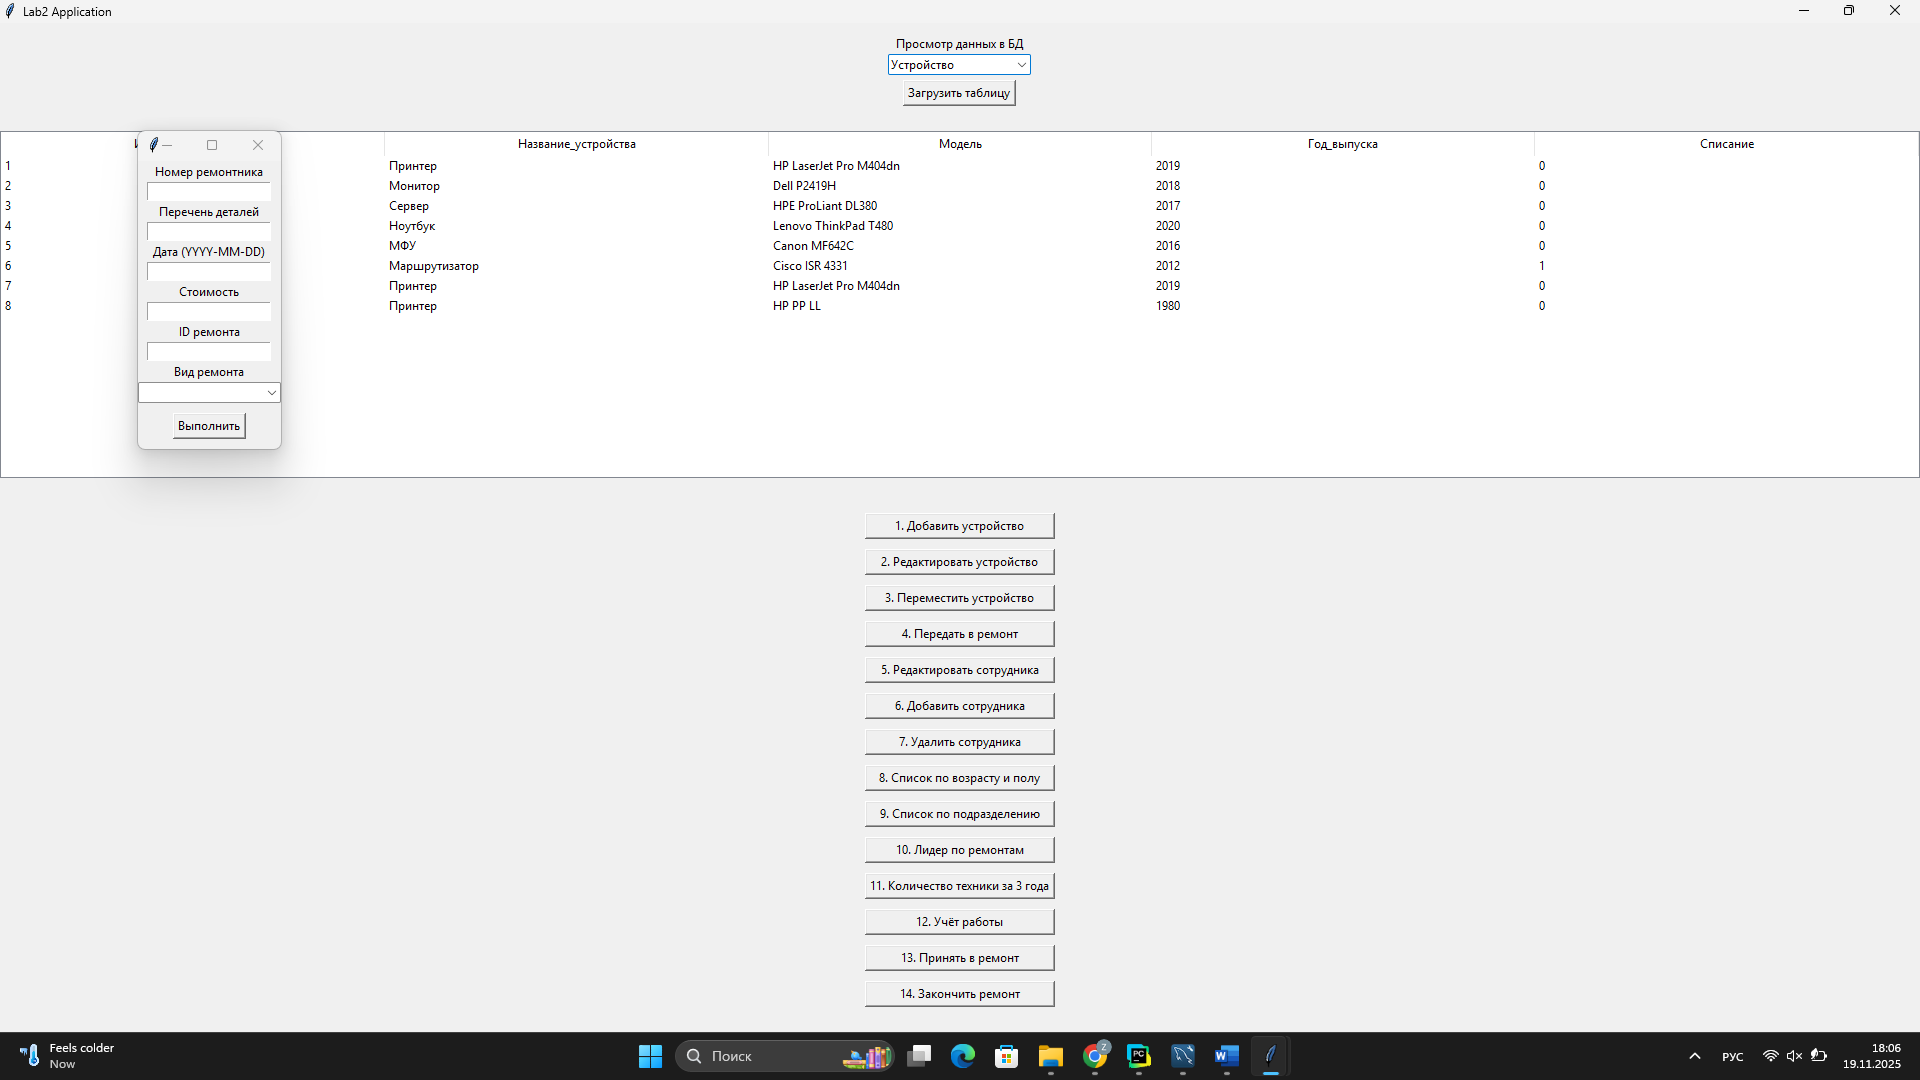 Lab2 Application
Просмотр данных в БД
Устройство
Загрузить таблицу
Название_устройства Модель Год_выпуска Списание
1 Принтер HP LaserJet Pro M404dn 2019 0
2 Монитор Dell P2419H 2018 0
3 Сервер HPE ProLiant DL380 2017 0
4 Ноутбук Lenovo ThinkPad T480 2020 0
5 МФУ Canon MF642C 2016 0
6 Маршрутизатор Cisco ISR 4331 2012 1
7 Принтер HP LaserJet Pro M404dn 2019 0
8 Принтер HP PP LL 1980 0
Номер ремонтника
Перечень деталей
Дата (YYYY-MM-DD)
Стоимость
ID ремонта
Вид ремонта
Выполнить
1. Добавить устройство
2. Редактировать устройство
3. Переместить устройство
4. Передать в ремонт
5. Редактировать сотрудника
6. Добавить сотрудника
7. Удалить сотрудника
8. Список по возрасту и полу
9. Список по подразделению
10. Лидер по ремонтам
11. Количество техники за 3 года
12. Учёт работы
13. Принять в ремонт
14. Закончить ремонт
Feels colder
Now
Поиск
Z
PC
W
РУС
18:06
19.11.2025